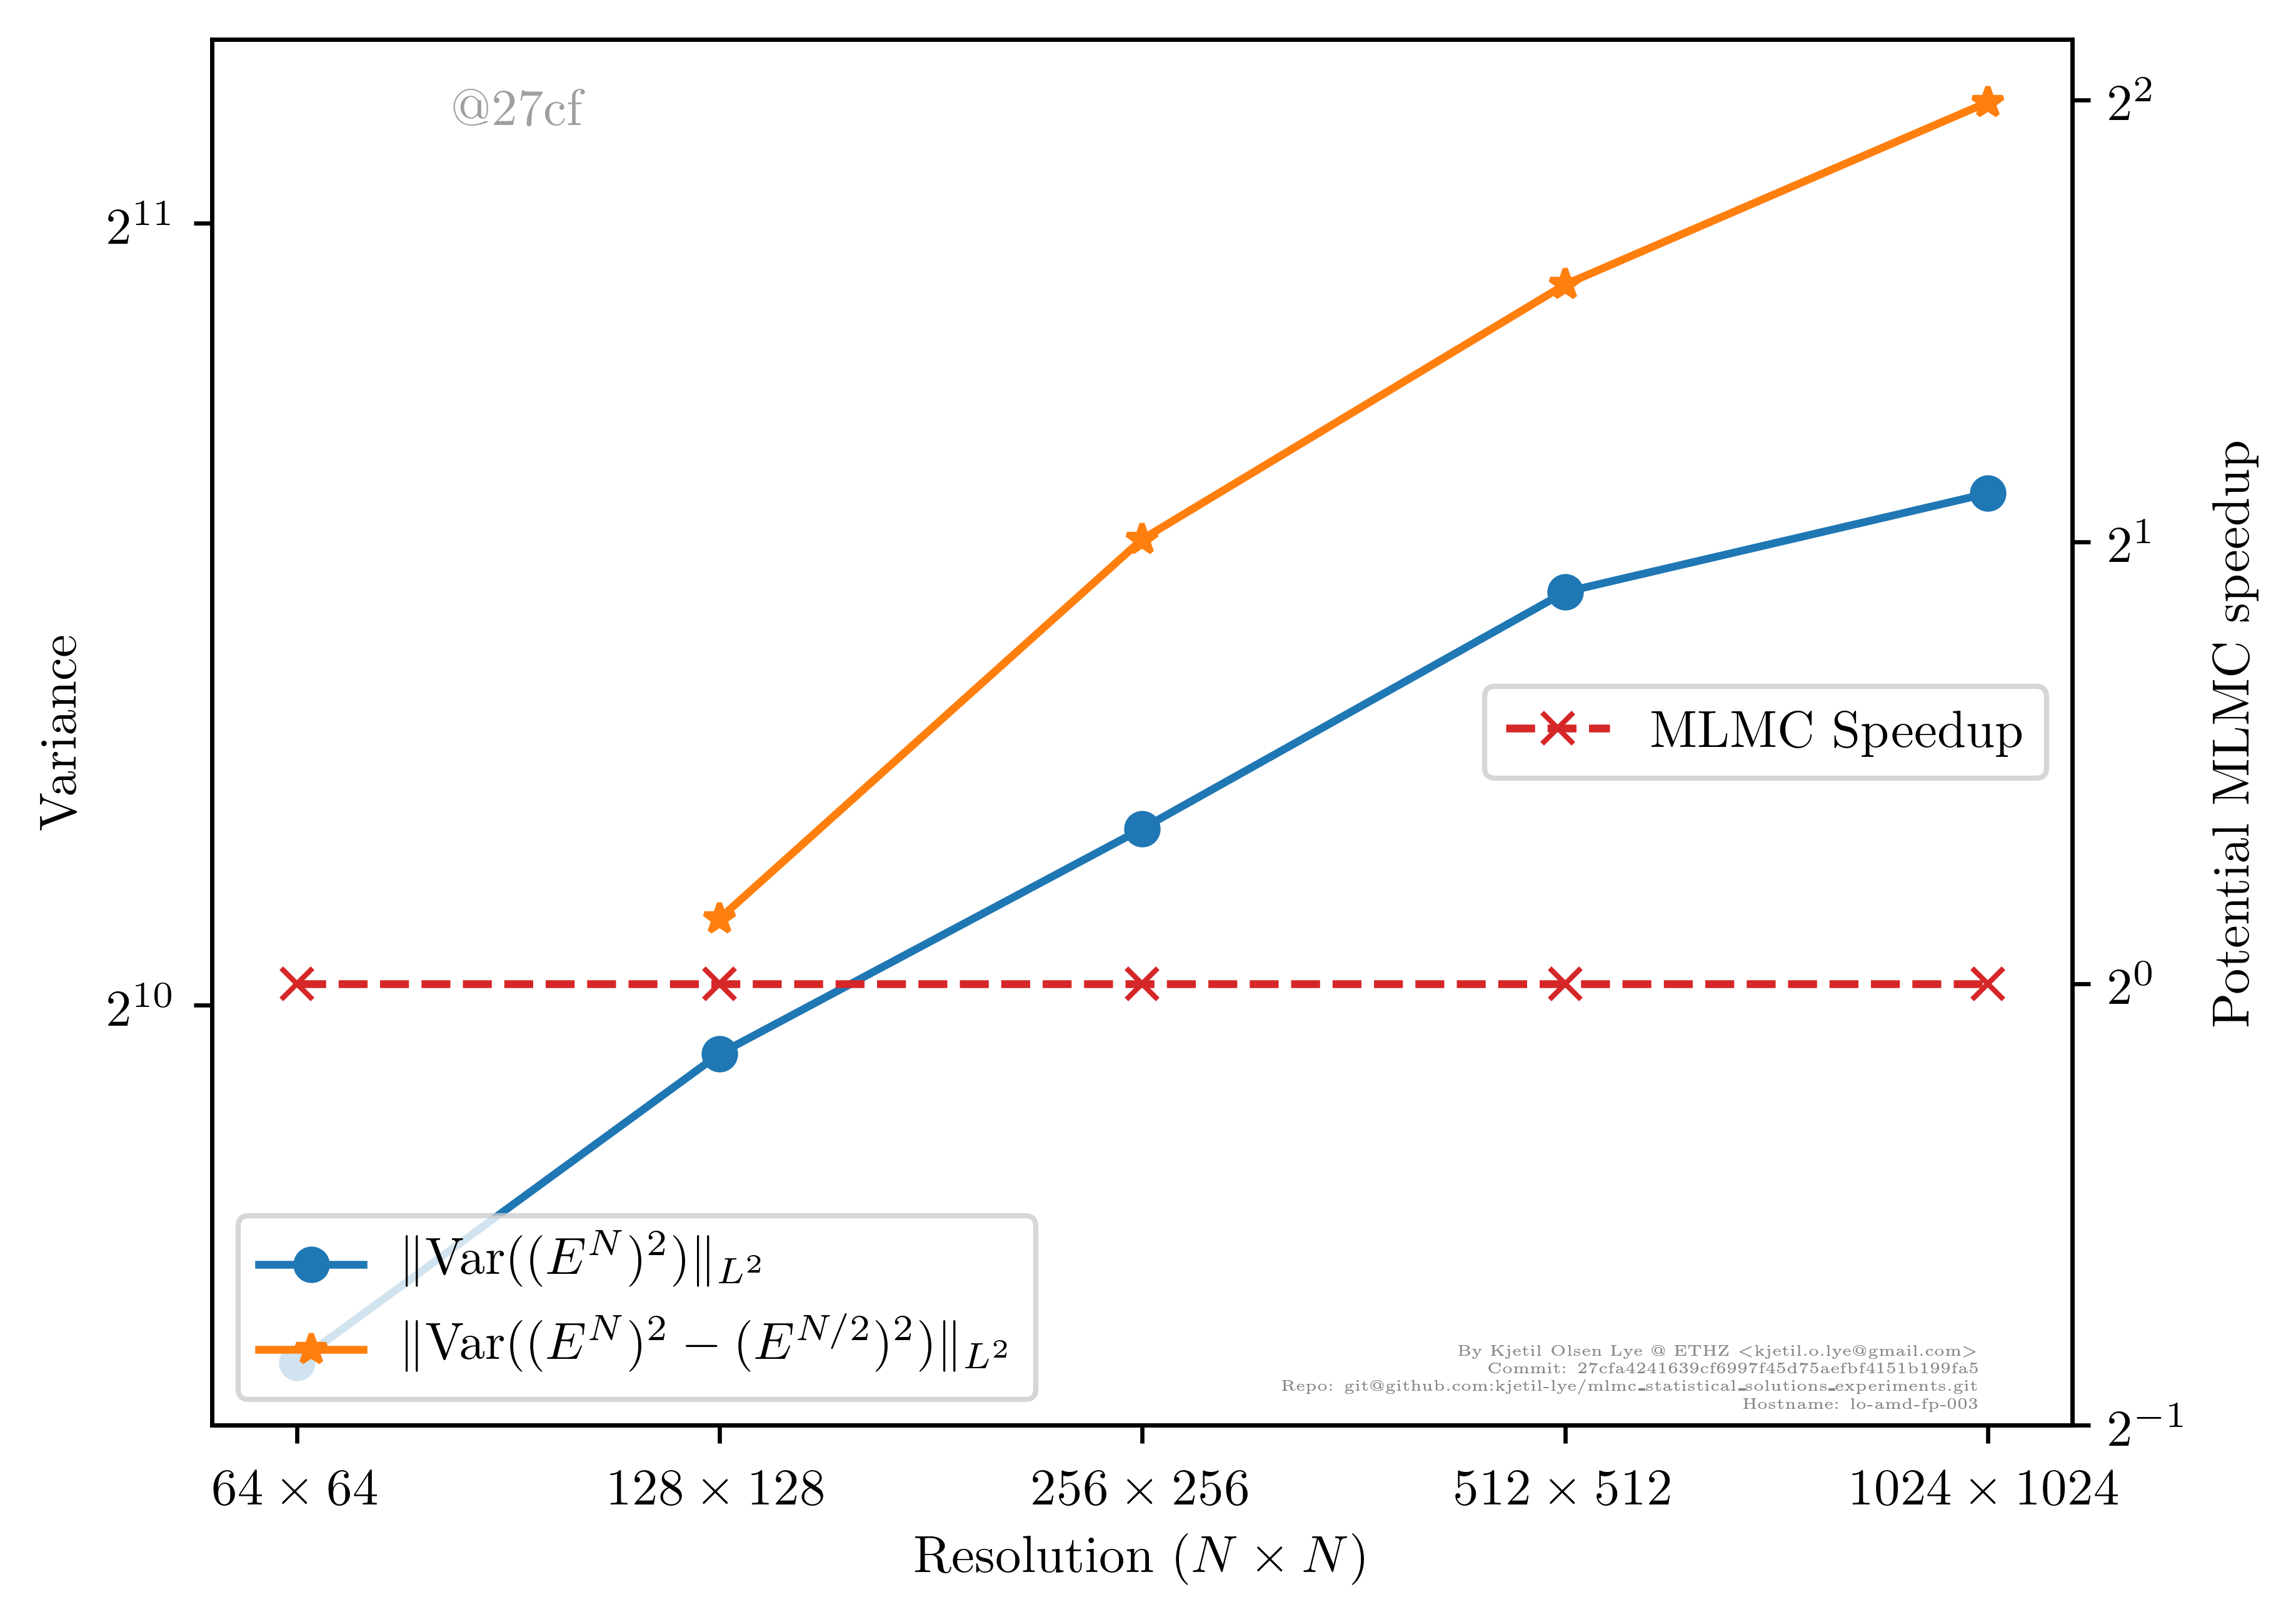 @27cf
2^11
2^10
Variance
2^2
2^1
2^0
2^−1
Potential MLMC speedup
MLMC Speedup
‖Var((E^N)^2)‖_{L^2}
‖Var((E^N)^2 − (E^{N/2})^2)‖_{L^2}
By Kjetil Olsen Lye @ ETHZ <kjetil.o.lye@gmail.com>
Commit: 27cfa4241639cf6997f45d75aefbf4151b199fa5
Repo: git@github.com:kjetil-lye/mlmc_statistical_solutions_experiments.git
Hostname: lo-amd-fp-003
64 × 64 128 × 128 256 × 256 512 × 512 1024 × 1024
Resolution (N × N)